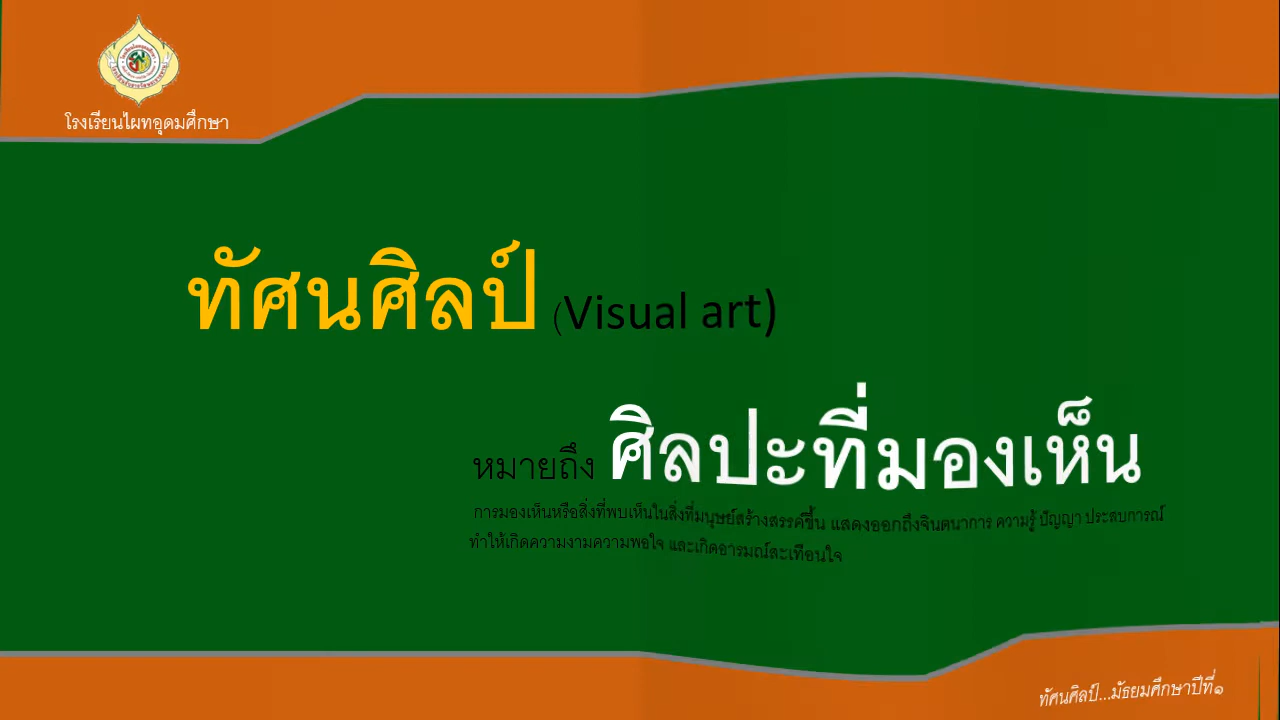 โรงเรียนไผทอุดมศึกษา
ทัศนศิลป์ (Visual art)
หมายถึง ศิลปะที่มองเห็น
การมองเห็นหรือสิ่งที่พบเห็นในสิ่งที่มนุษย์สร้างสรรค์ขึ้น แสดงออกถึงจินตนาการ ความรู้ ปัญญา ประสบการณ์
ทำให้เกิดความงามความพอใจ และเกิดอารมณ์สะเทือนใจ
ทัศนศิลป์...มัธยมศึกษาปีที่๑